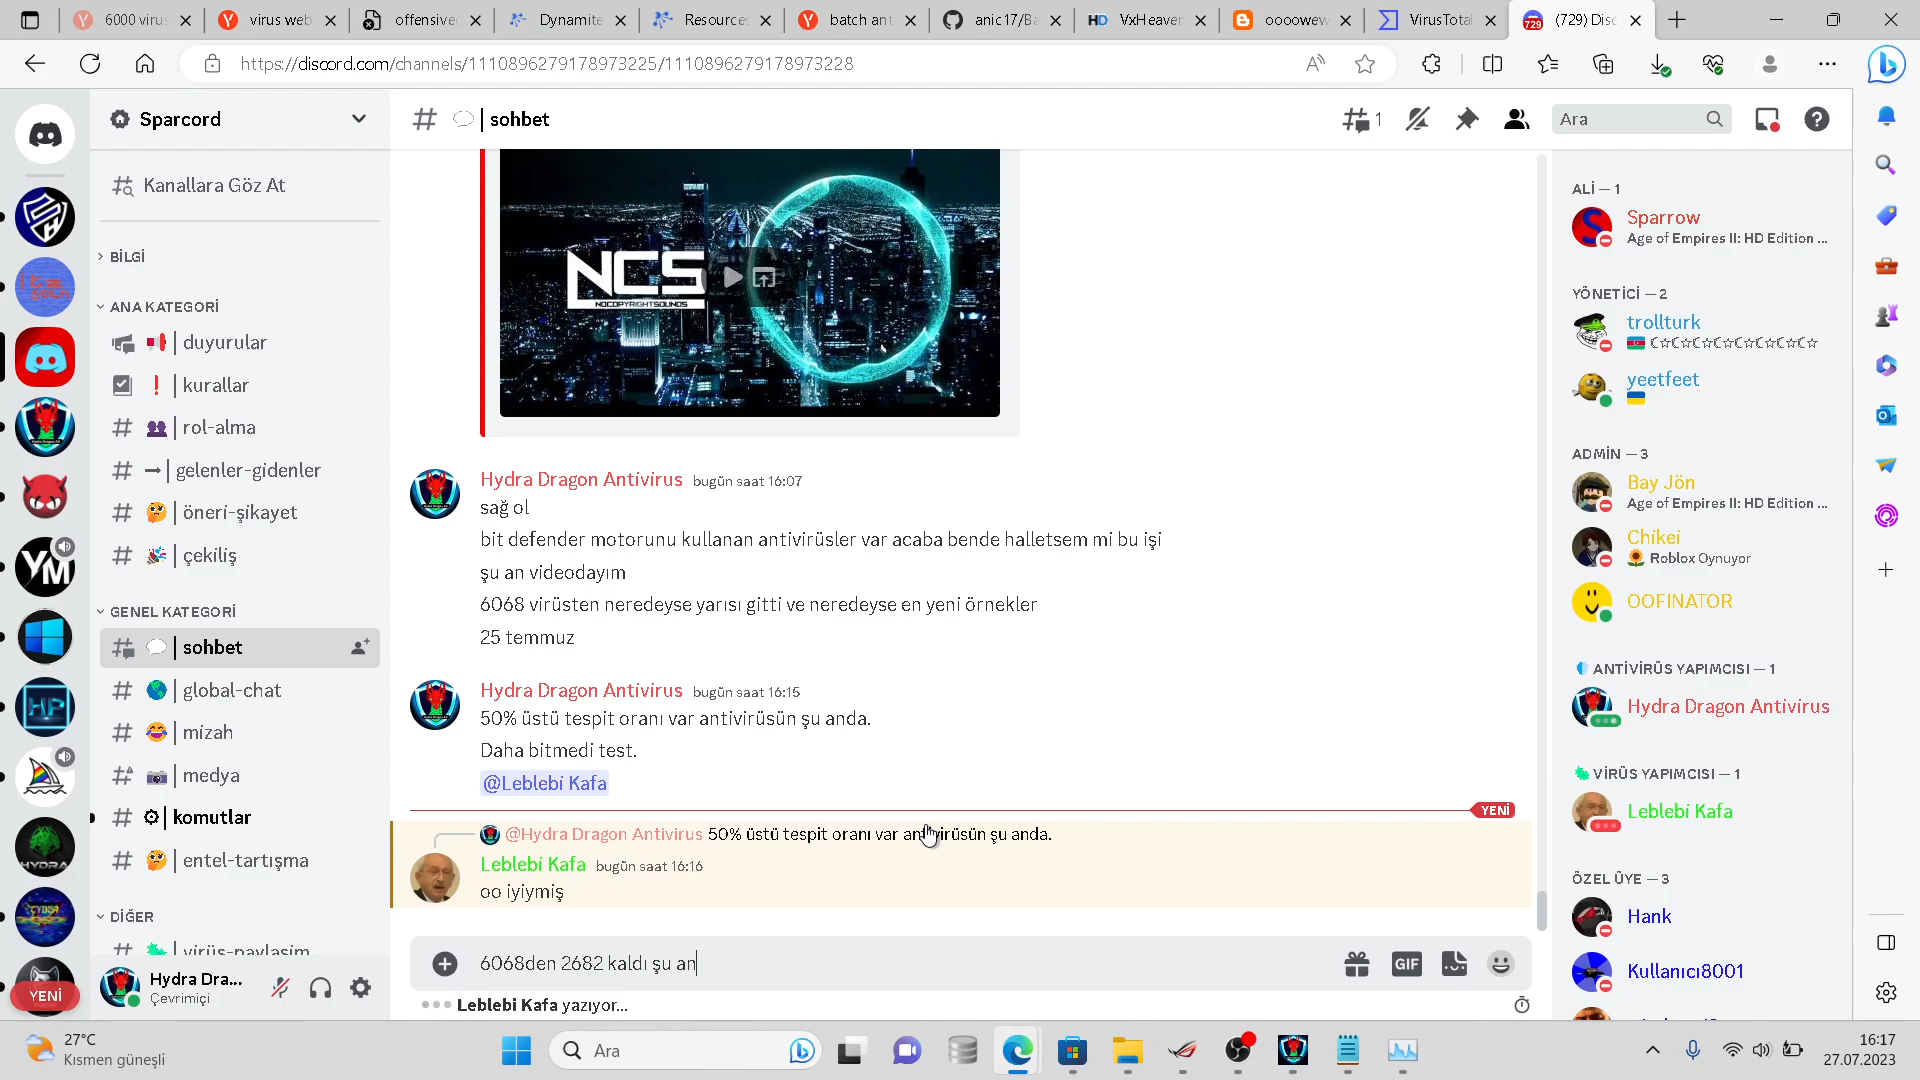 6000 virus
virus web
offensive
Dynamite
Resource
batch ant
anic17/Ba
VxHeaven
oooowew
VirusTotal
(729) Disc
https://discord.com/channels/1110896279178973225/1110896279178973228
Sparcord
Kanallara Göz At
BİLGİ
ANA KATEGORİ
duyurular
kurallar
rol-alma
gelenler-gidenler
öneri-şikayet
çekiliş
GENEL KATEGORİ
sohbet
global-chat
mizah
medya
komutlar
entel-tartışma
DİĞER
virüs-paylaşım
YENİ
Hydra Dra...
Çevrimiçi
sohbet
1
Ara
NCS
NOCOPYRIGHTSOUNDS
Hydra Dragon Antivirus bugün saat 16:07
sağ ol
bit defender motorunu kullanan antivirüsler var acaba bende halletsem mi bu işi
şu an videodayım
6068 virüsten neredeyse yarısı gitti ve neredeyse en yeni örnekler
25 temmuz
Hydra Dragon Antivirus bugün saat 16:15
50% üstü tespit oranı var antivirüsün şu anda.
Daha bitmedi test.
@Leblebi Kafa
YENİ
@Hydra Dragon Antivirus 50% üstü tespit oranı var antivirüsün şu anda.
Leblebi Kafa bugün saat 16:16
oo iyiymiş
6068den 2682 kaldı şu an
GIF
Leblebi Kafa yazıyor...
ALİ — 1
Sparrow
Age of Empires II: HD Edition ...
YÖNETİCİ — 2
trollturk
yeetfeet
ADMİN — 3
Bay Jön
Age of Empires II: HD Edition ...
Chikei
Roblox Oynuyor
OOFINATOR
ANTİVİRÜS YAPIMCISI — 1
Hydra Dragon Antivirus
VİRÜS YAPIMCISI — 1
Leblebi Kafa
ÖZEL ÜYE — 3
Hank
Kullanıcı8001
27°C
Kısmen güneşli
Ara
16:17
27.07.2023